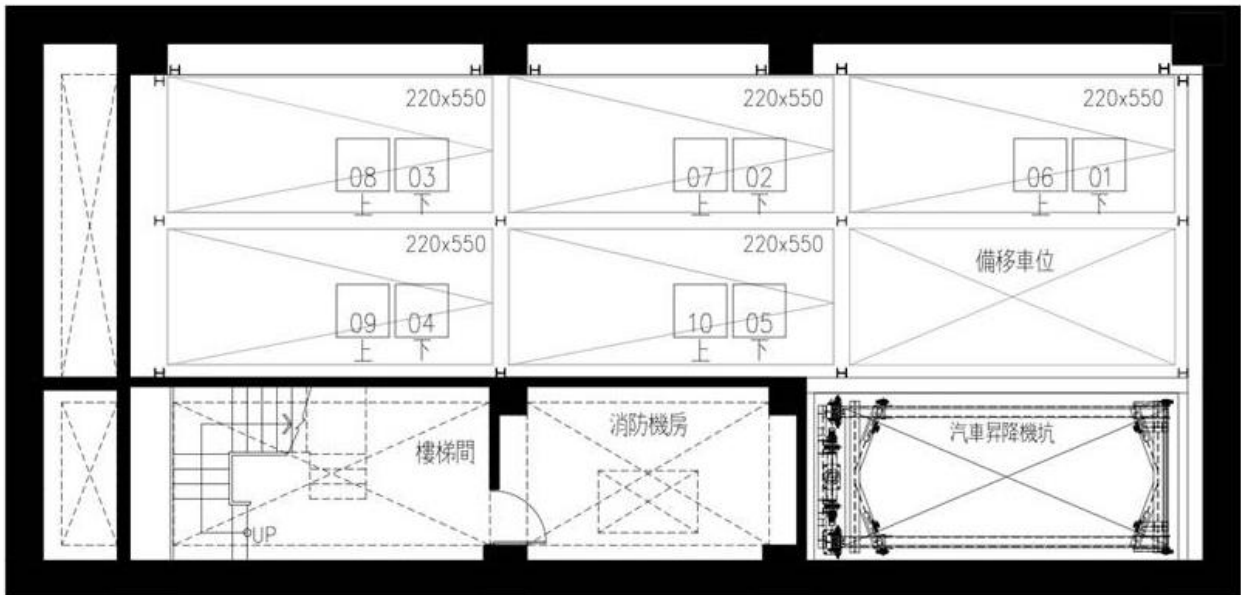 220x550
220x550
220x550
08 03
上 下
07 02
上 下
06 01
上 下
220x550
220x550
備移車位
09 04
上 下
10 05
上 下
樓梯間
消防機房
汽車昇降機坑
UP